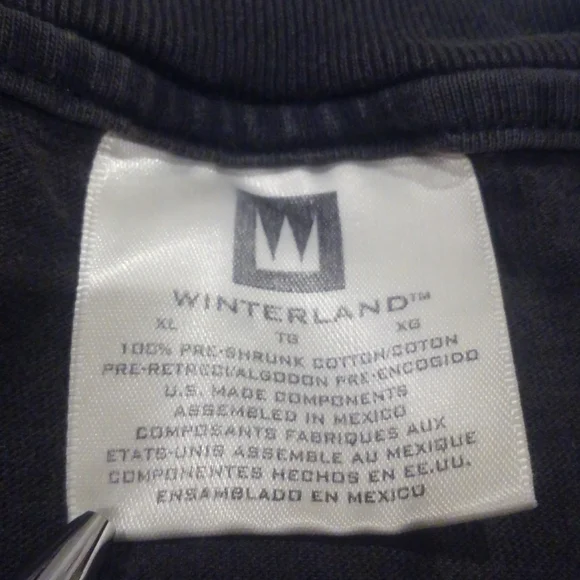 W
WINTERLAND™
XL TG XG
100% PRE-SHRUNK COTTON/COTON
PRE-RETRECI/ALGODON PRE-ENCOGIDO
U.S. MADE COMPONENTS
ASSEMBLED IN MEXICO
COMPOSANTS FABRIQUES AUX
ETATS-UNIS ASSEMBLE AU MEXIQUE
COMPONENTES HECHOS EN EE.UU.
ENSAMBLADO EN MEXICO